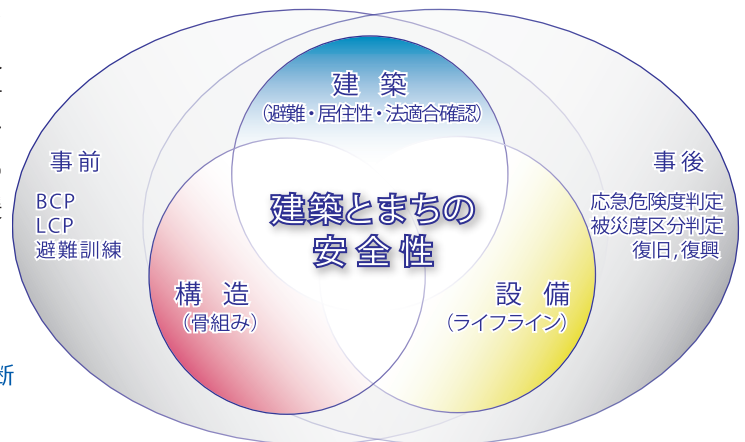 建築
(避難・居住性・法適合確認)
事前
BCP
LCP
避難訓練
事後
応急危険度判定
被災度区分判定
復旧,復興
建築とまちの
安全性
構造
(骨組み)
設備
(ライフライン)
断